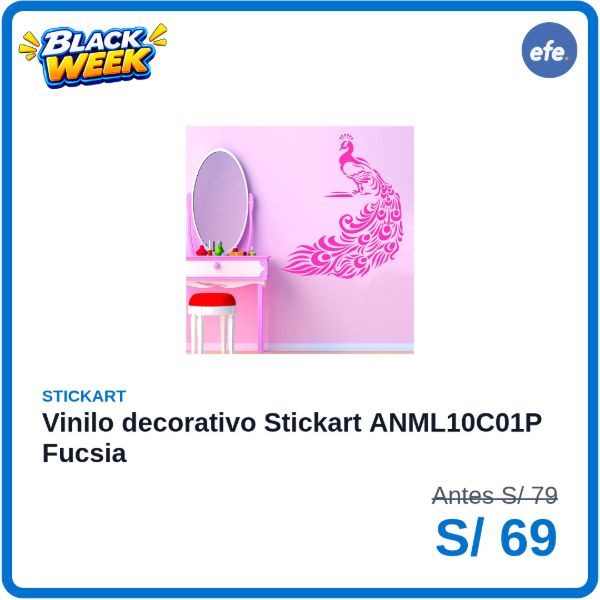 BLACK
WEEK
efe.
STICKART
Vinilo decorativo Stickart ANML10C01P
Fucsia
Antes S/ 79
S/ 69